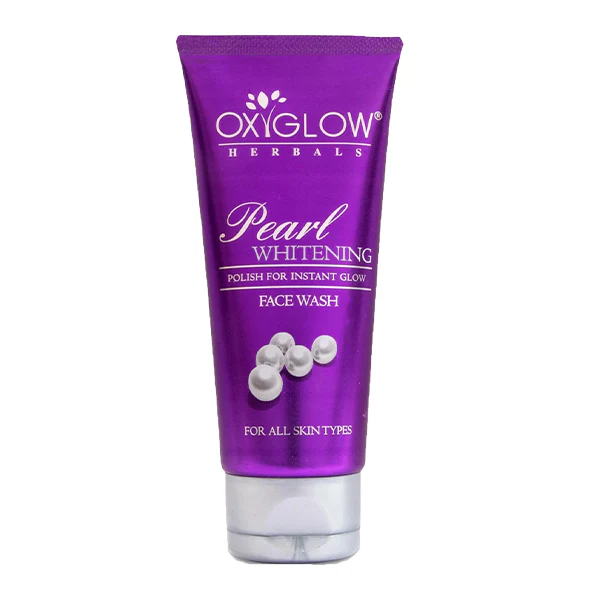 OXYGLOW®
HERBALS
Pearl
WHITENING
POLISH FOR INSTANT GLOW
FACE WASH
FOR ALL SKIN TYPES